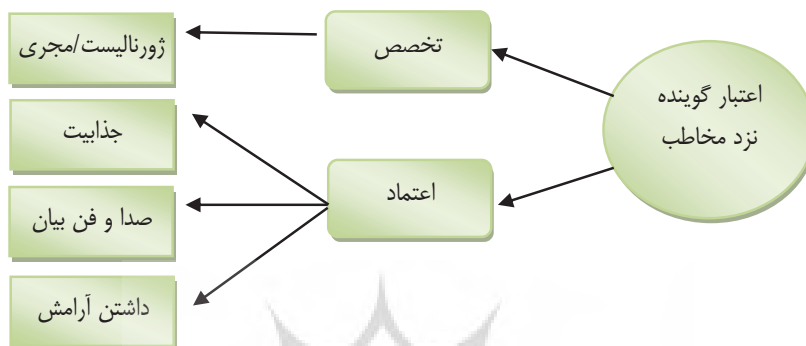 اعتبار گوینده
نزد مخاطب
تخصص
ژورنالیست/مجری
اعتماد
جذابیت
صدا و فن بیان
داشتن آرامش